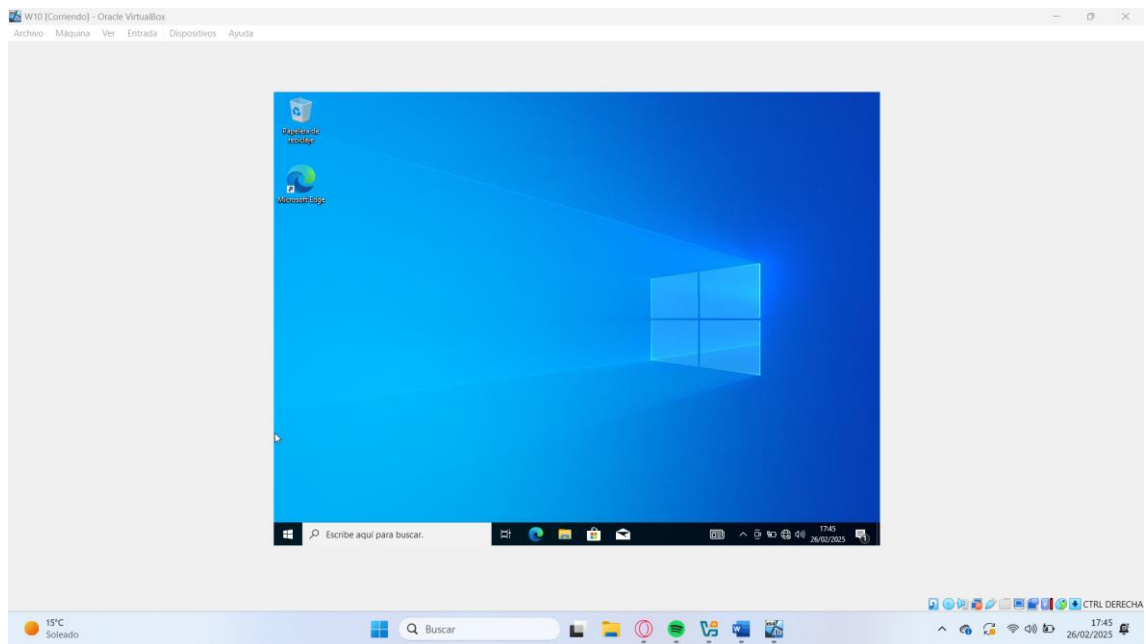 W10 [Corriendo] - Oracle VirtualBox
Archivo Máquina Ver Entrada Dispositivos Ayuda
Papelera de
reciclaje
Microsoft Edge
Escribe aquí para buscar.
17:45
26/02/2025
1
CTRL DERECHA
15°C
Soleado
Buscar
17:45
26/02/2025